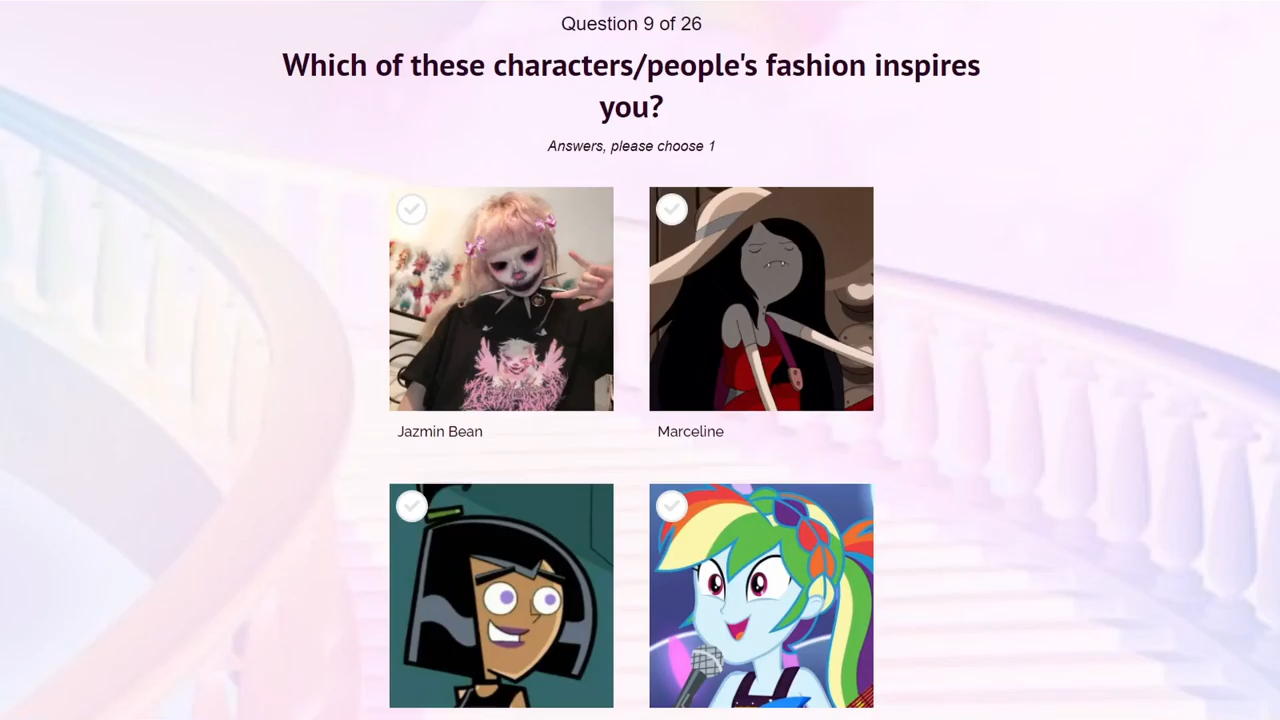 Question 9 of 26
Which of these characters/people's fashion inspires
you?
Answers, please choose 1
Jazmin Bean
Marceline